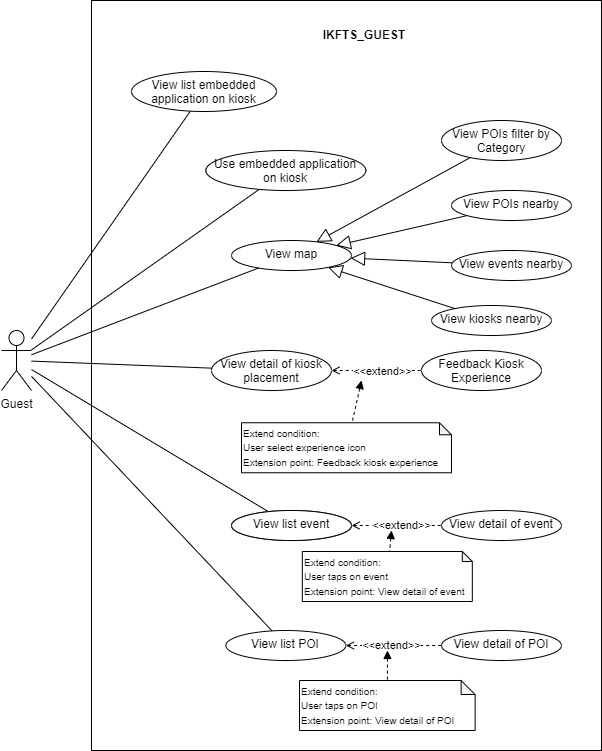 IKFTS_GUEST
View list embedded
application on kiosk
View POIs filter by
Category
Use embedded application
on kiosk
View POIs nearby
View map
View events nearby
View kiosks nearby
Guest
View detail of kiosk
placement
<<extend>>
Feedback Kiosk
Experience
Extend condition:
User select experience icon
Extension point: Feedback kiosk experience
View list event
<<extend>>
View detail of event
Extend condition:
User taps on event
Extension point: View detail of event
View list POI
<<extend>>
View detail of POI
Extend condition:
User taps on POI
Extension point: View detail of POI